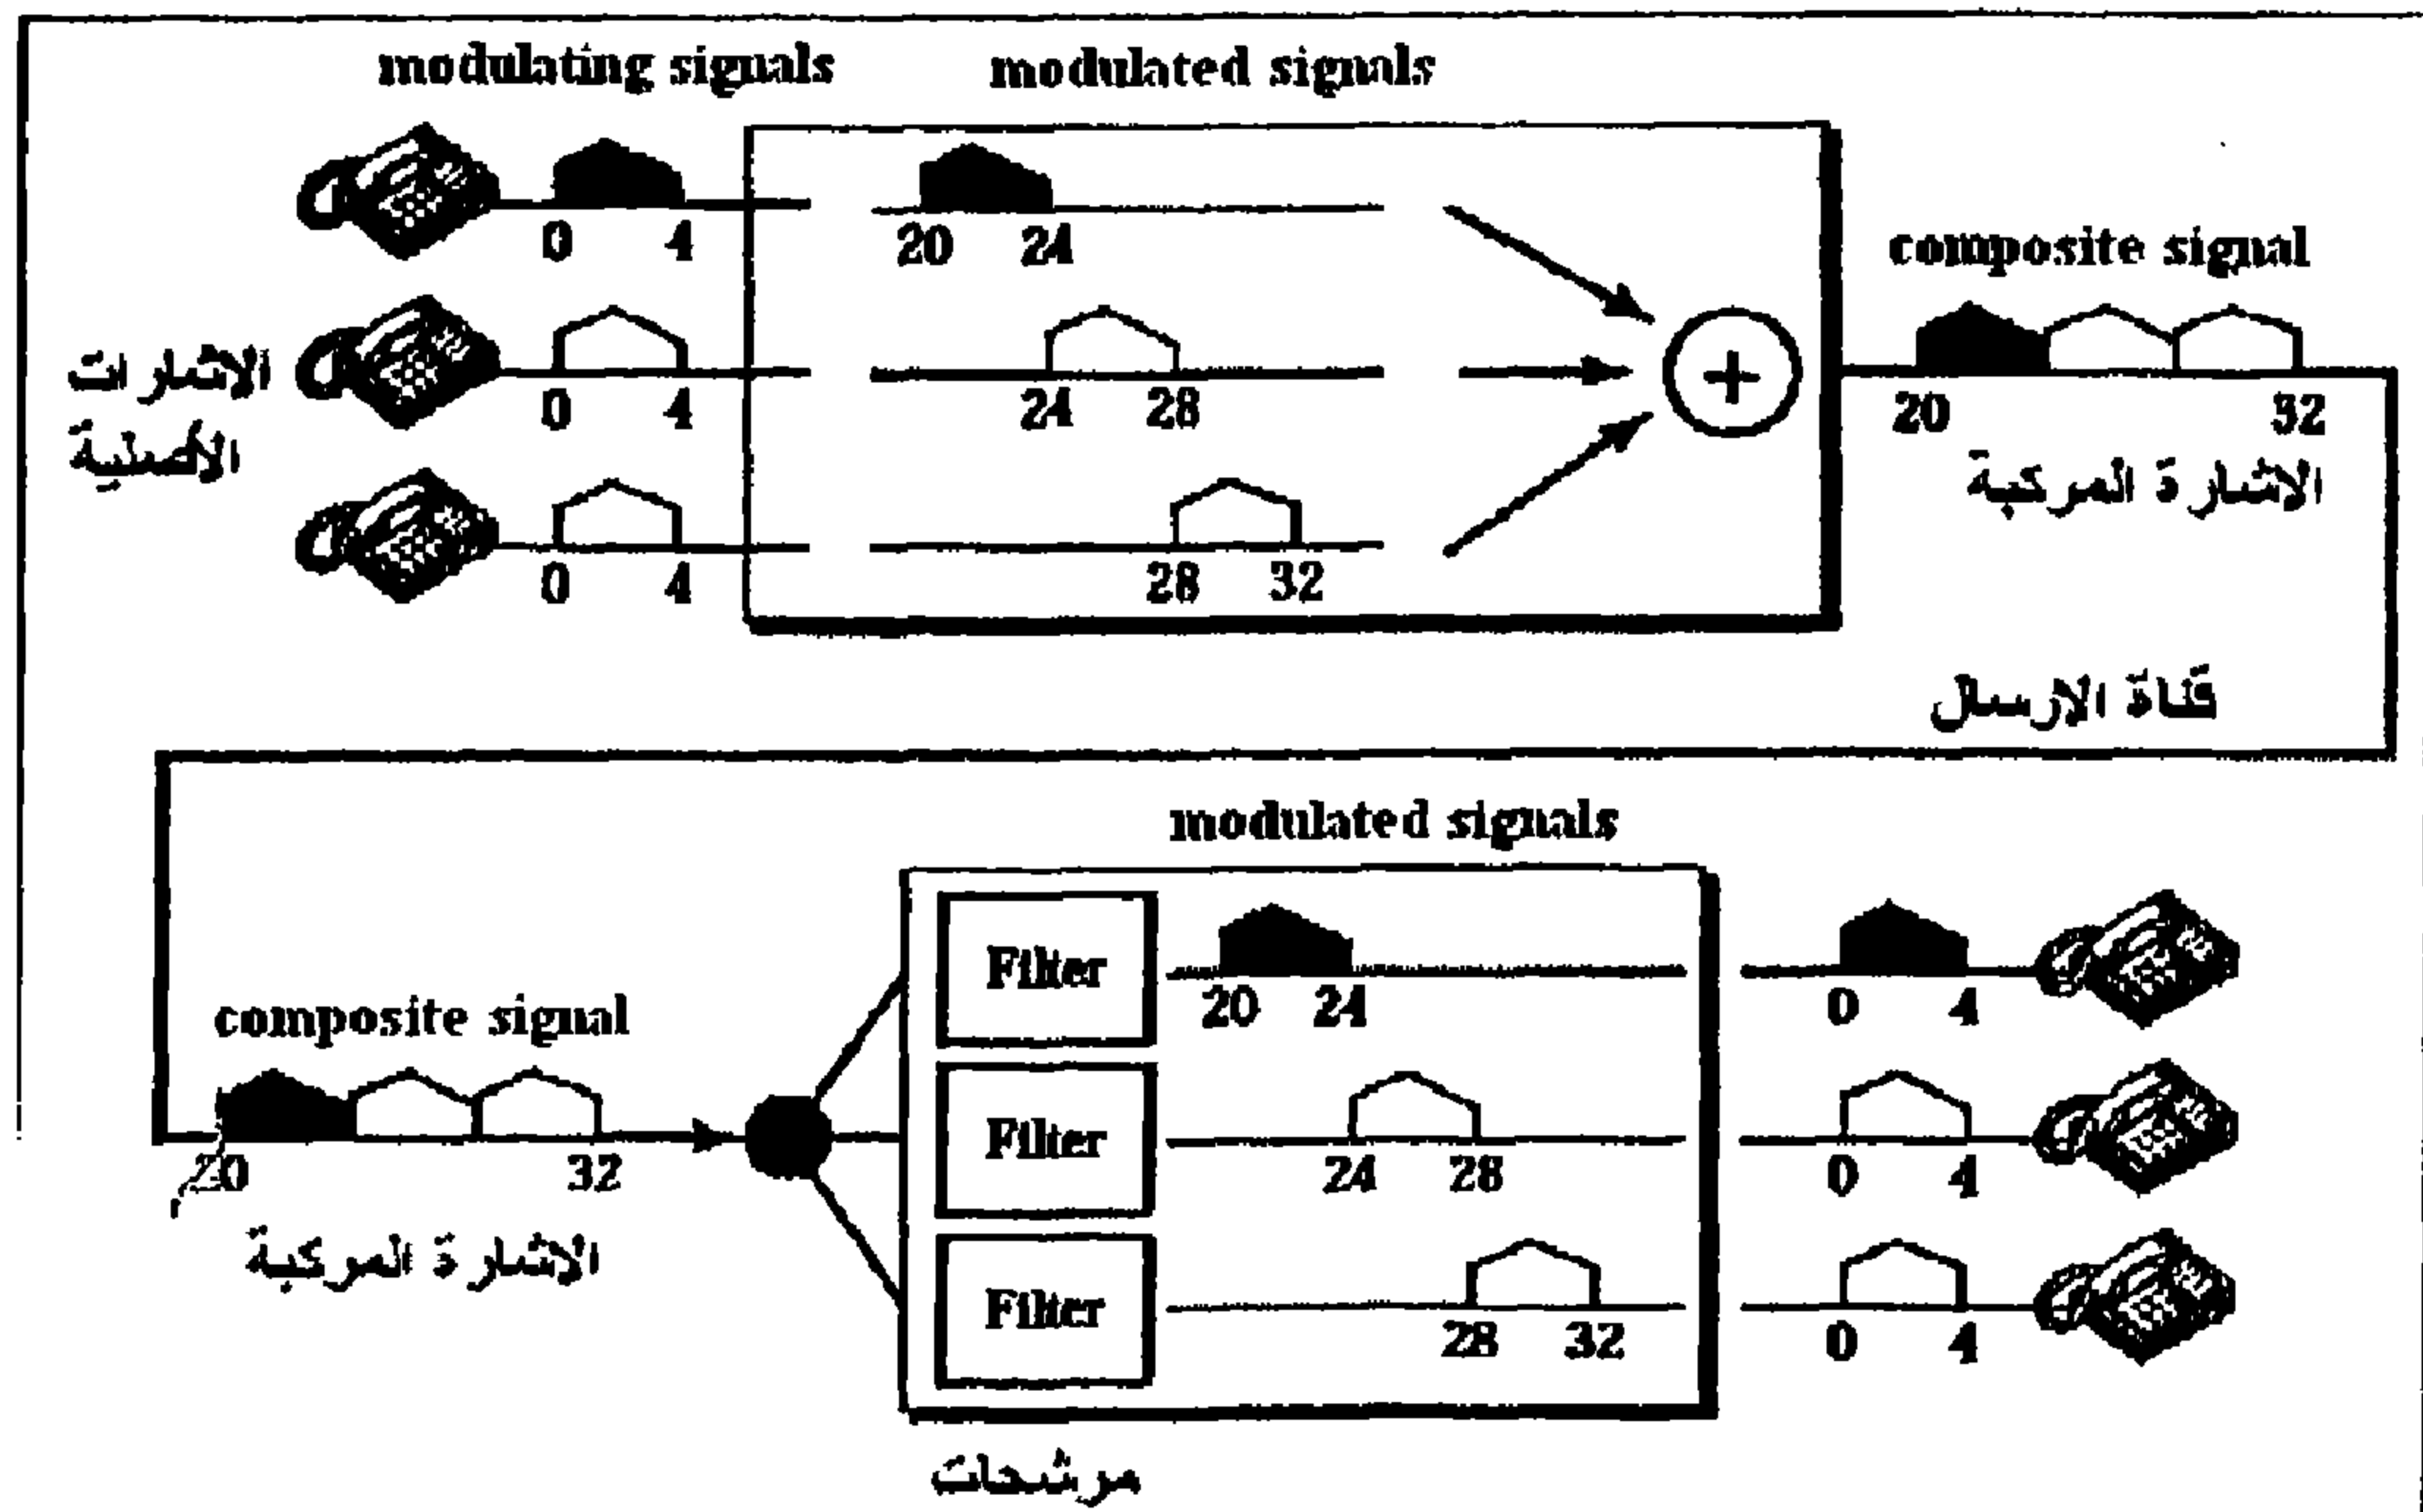 modulating signals modulated signals
0 4 20 24
composite signal
الاشارات
الأصلية
0 4 24 28
20 32
الاشارة المركبة
0 4 28 32
قناة الارسال
modulated signals
Filter
20 24 0 4
composite signal
Filter
20 32
24 28 0 4
الاشارة المركبة
Filter
28 32 0 4
مرشحات